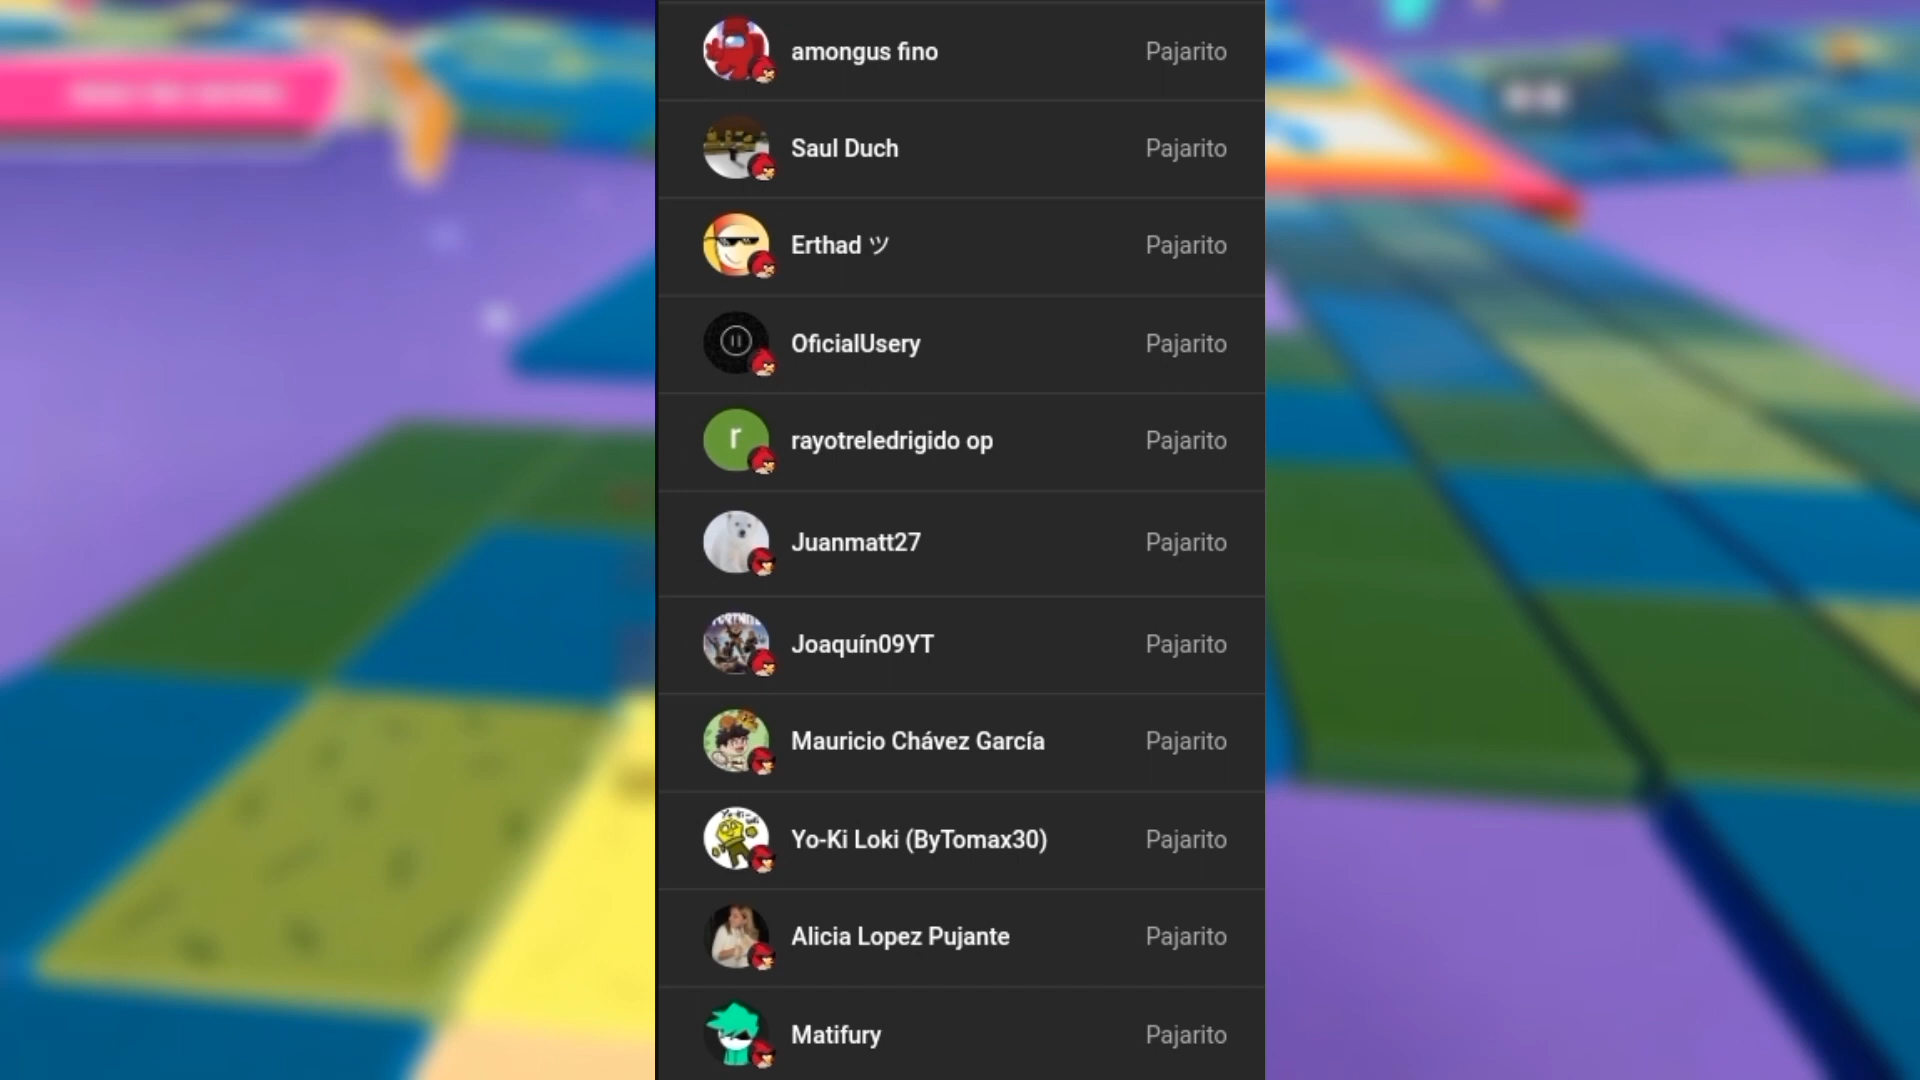 amongus fino Pajarito
Saul Duch Pajarito
Erthad ツ Pajarito
OficialUsery Pajarito
r
rayotreledrigido op Pajarito
Juanmatt27 Pajarito
Joaquín09YT Pajarito
Mauricio Chávez García Pajarito
Yo-Ki Loki (ByTomax30) Pajarito
Alicia Lopez Pujante Pajarito
Matifury Pajarito